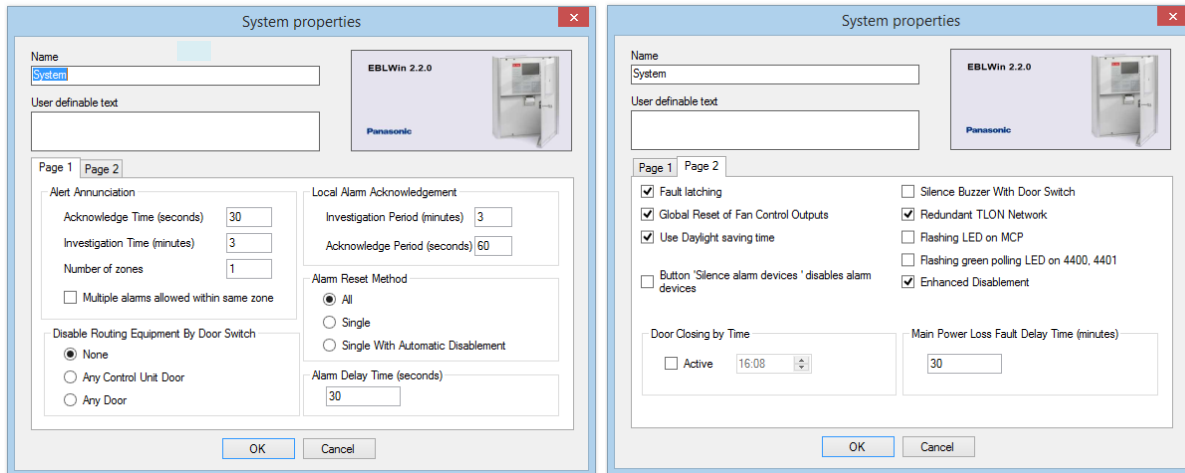 System properties
Name
System
EBLWin 2.2.0
User definable text
Panasonic
Page 1 Page 2
Alert Annunciation
Acknowledge Time (seconds) 30
Investigation Time (minutes) 3
Number of zones 1
Multiple alarms allowed within same zone
Disable Routing Equipment By Door Switch
None
Any Control Unit Door
Any Door
Local Alarm Acknowledgement
Investigation Period (minutes) 3
Acknowledge Period (seconds) 60
Alarm Reset Method
All
Single
Single With Automatic Disablement
Alarm Delay Time (seconds)
30
OK Cancel
System properties
Name
System
EBLWin 2.2.0
User definable text
Panasonic
Page 1 Page 2
Fault latching
Global Reset of Fan Control Outputs
Use Daylight saving time
Button 'Silence alarm devices ' disables alarm
devices
Silence Buzzer With Door Switch
Redundant TLON Network
Flashing LED on MCP
Flashing green polling LED on 4400, 4401
Enhanced Disablement
Door Closing by Time
Active 16:08
Main Power Loss Fault Delay Time (minutes)
30
OK Cancel